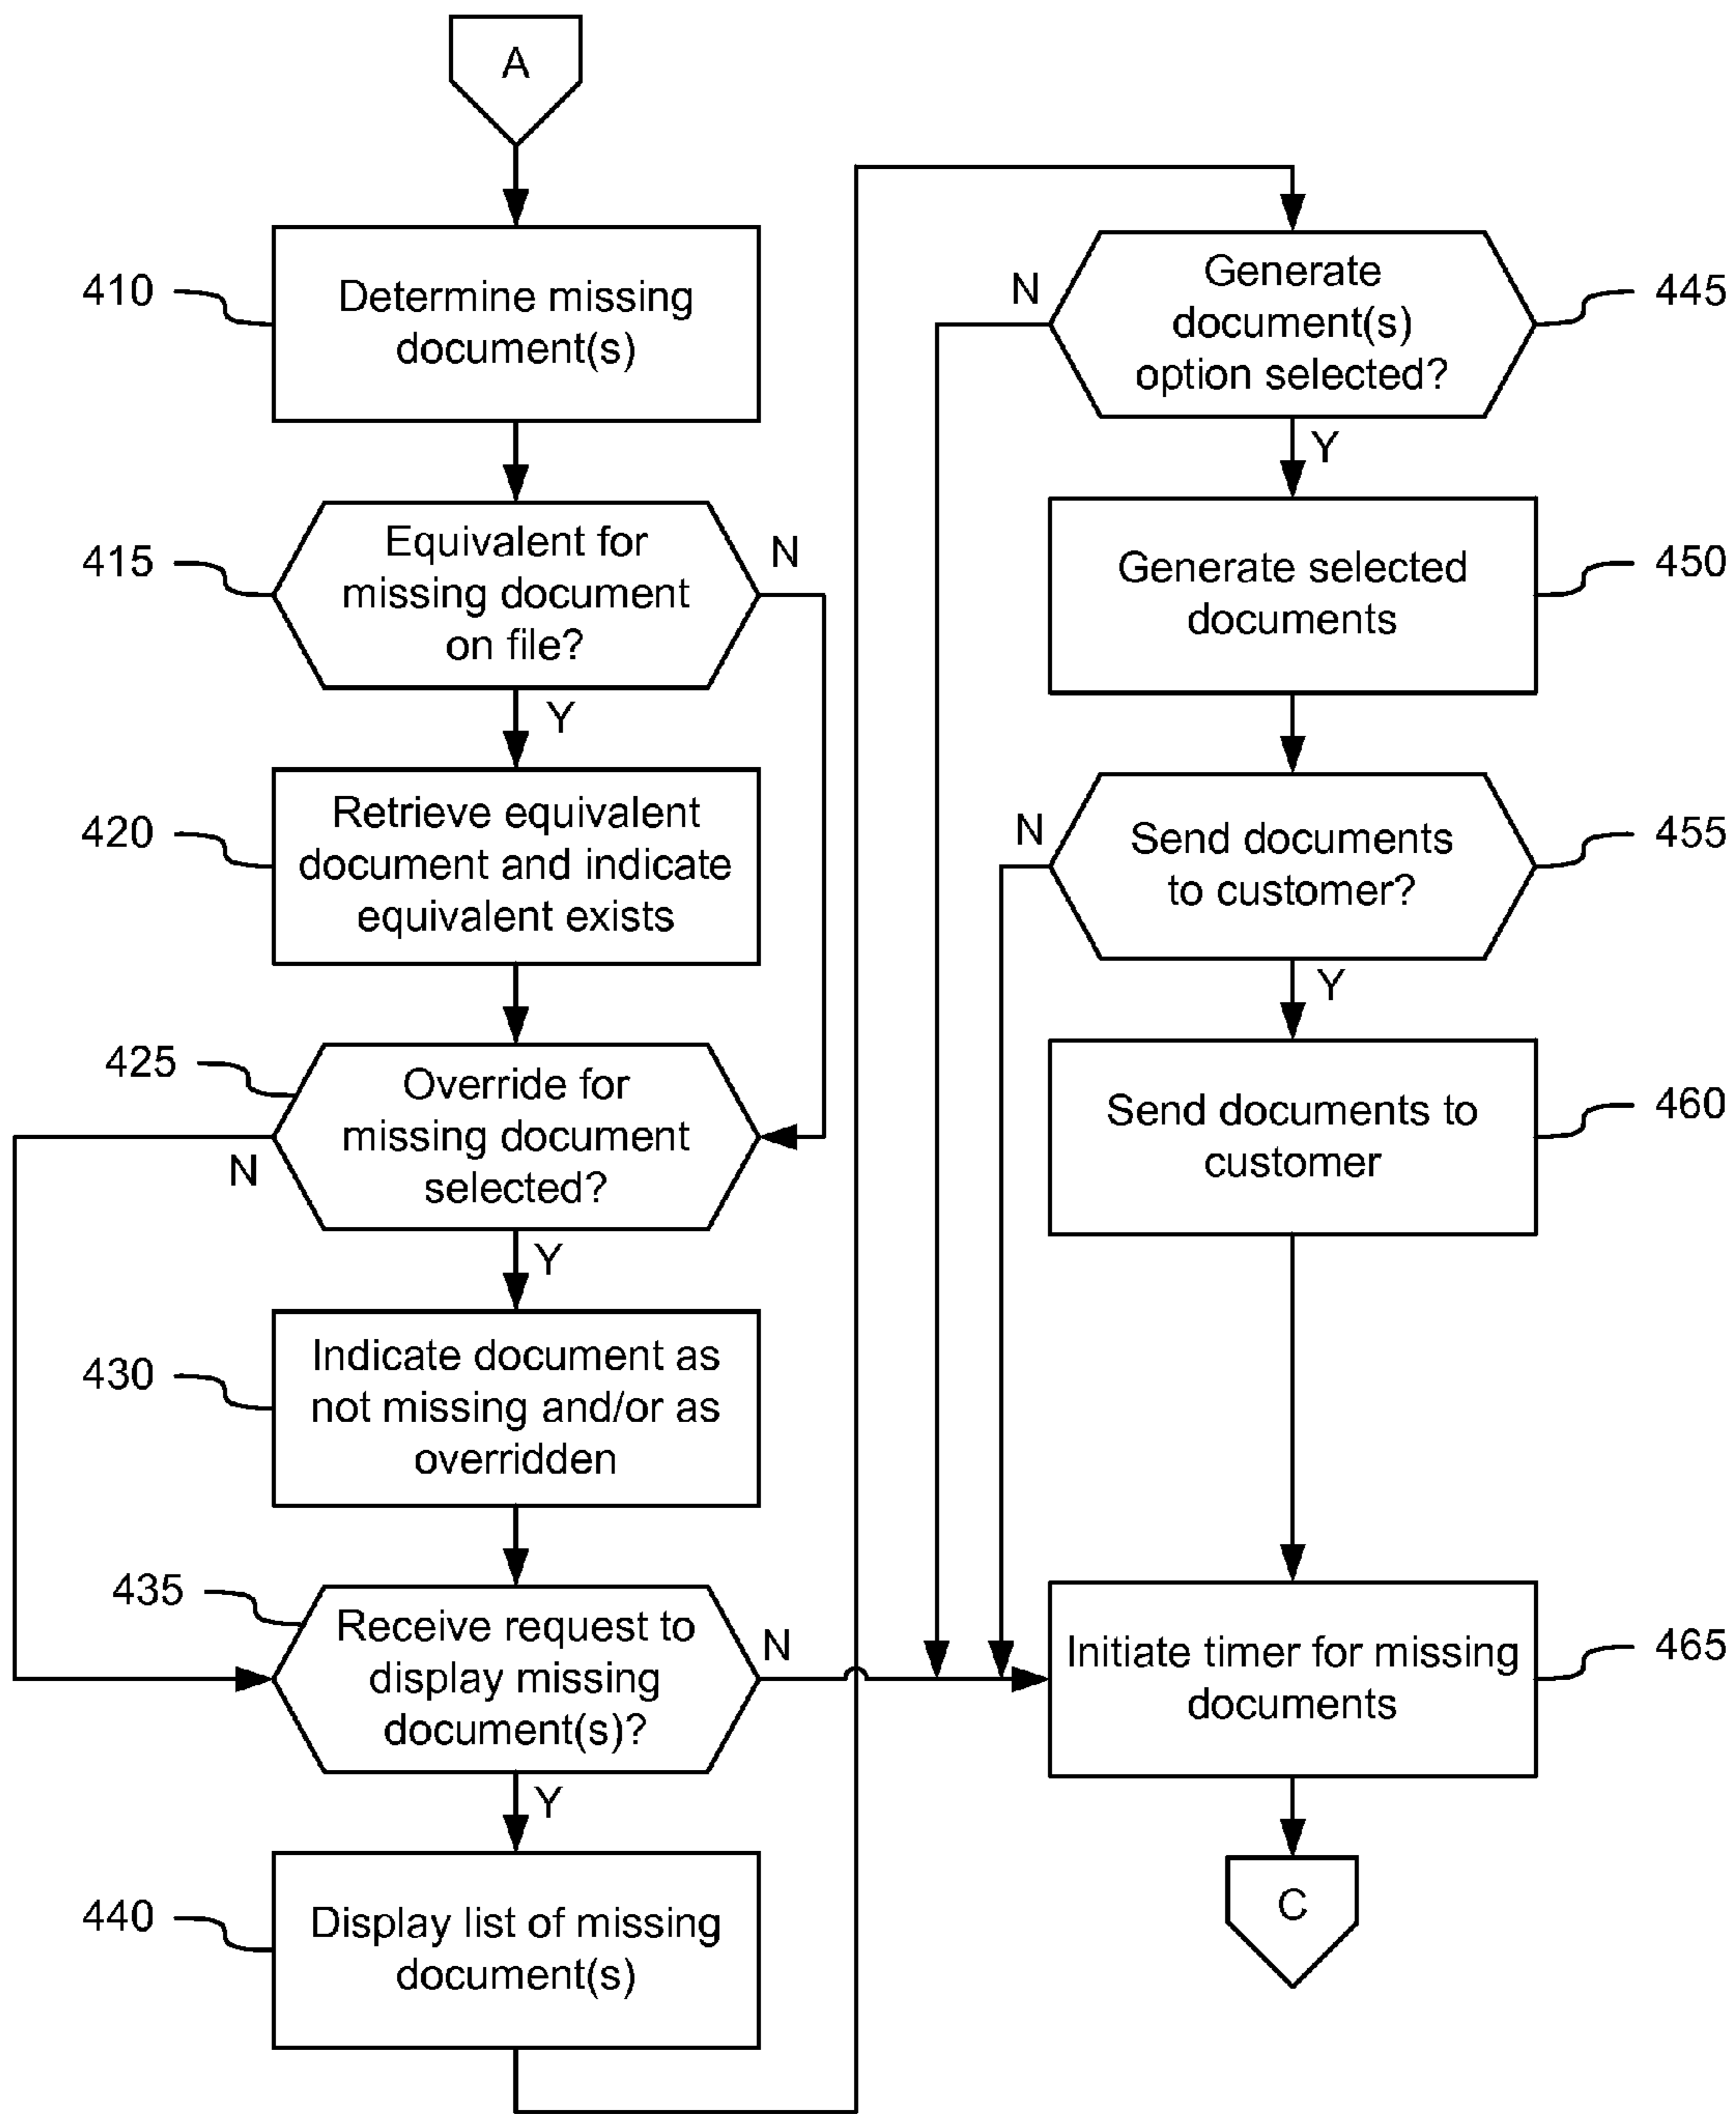 A
410
Determine missing
document(s)
415
Equivalent for
missing document
on file?
N
Y
420
Retrieve equivalent
document and indicate
equivalent exists
425
Override for
missing document
selected?
N
Y
430
Indicate document as
not missing and/or as
overridden
435
Receive request to
display missing
document(s)?
N
Y
440
Display list of missing
document(s)
445
Generate
document(s)
option selected?
N
Y
450
Generate selected
documents
455
Send documents
to customer?
N
Y
460
Send documents to
customer
465
Initiate timer for missing
documents
C